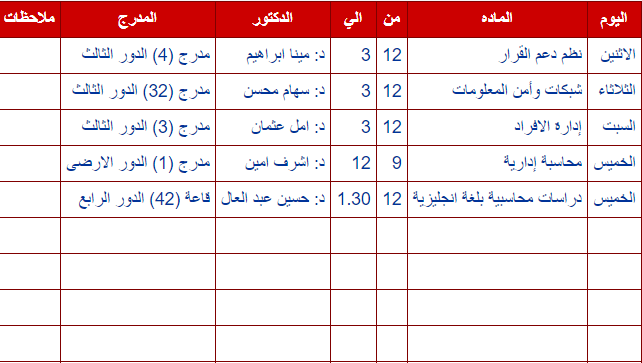 اليوم الماده من الي الدكتور المدرج ملاحظات
الاثنين نظم دعم القرار 12 3 د: مينا ابراهيم مدرج (4) الدور الثالث
الثلاثاء شبكات وأمن المعلومات 12 3 د: سهام محسن مدرج (32) الدور الثالث
السبت إدارة الافراد 12 3 د: امل عثمان مدرج (3) الدور الثالث
الخميس محاسبة إدارية 9 12 د: اشرف امين مدرج (1) الدور الارضى
الخميس دراسات محاسبية بلغة انجليزية 12 1.30 د: حسين عبد العال قاعة (42) الدور الرابع